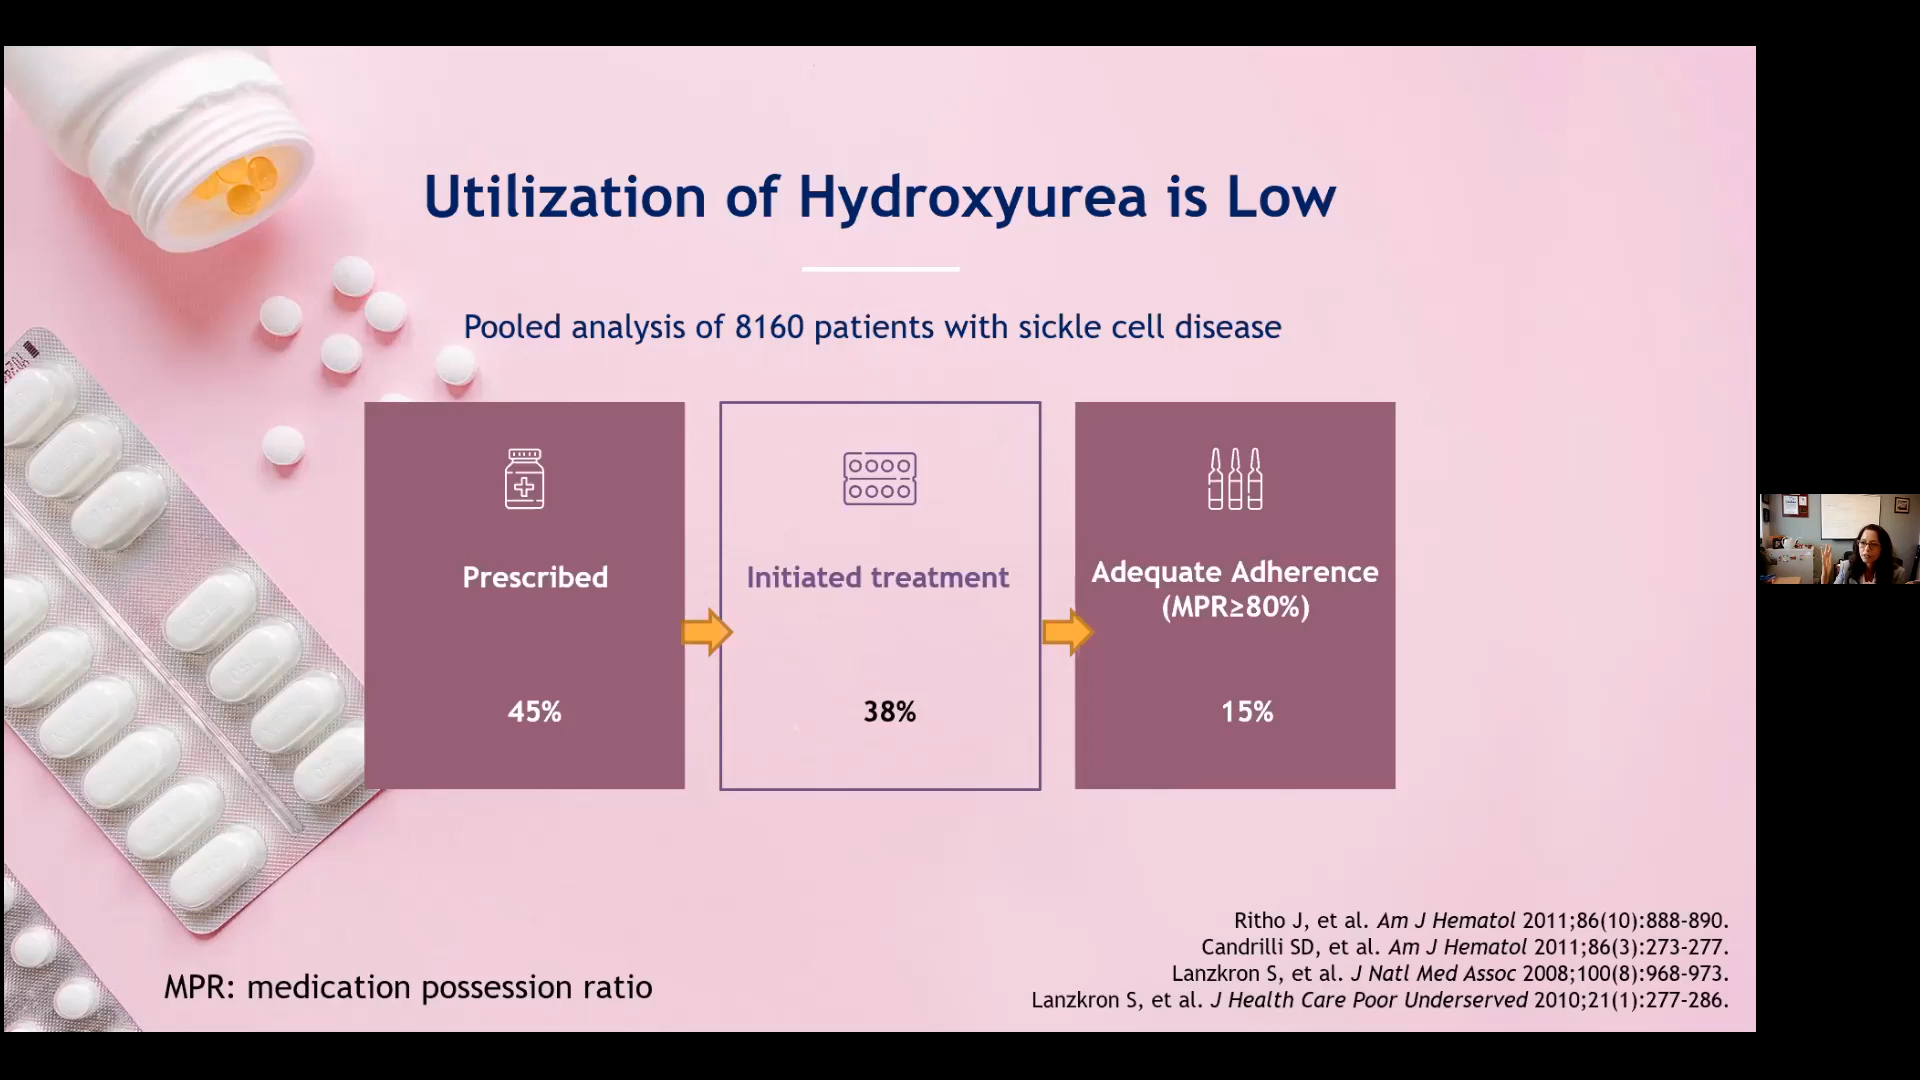 Utilization of Hydroxyurea is Low
Pooled analysis of 8160 patients with sickle cell disease
Prescribed
45%
Initiated treatment
38%
Adequate Adherence
(MPR≥80%)
15%
Ritho J, et al. Am J Hematol 2011;86(10):888-890.
Candrilli SD, et al. Am J Hematol 2011;86(3):273-277.
Lanzkron S, et al. J Natl Med Assoc 2008;100(8):968-973.
Lanzkron S, et al. J Health Care Poor Underserved 2010;21(1):277-286.
MPR: medication possession ratio